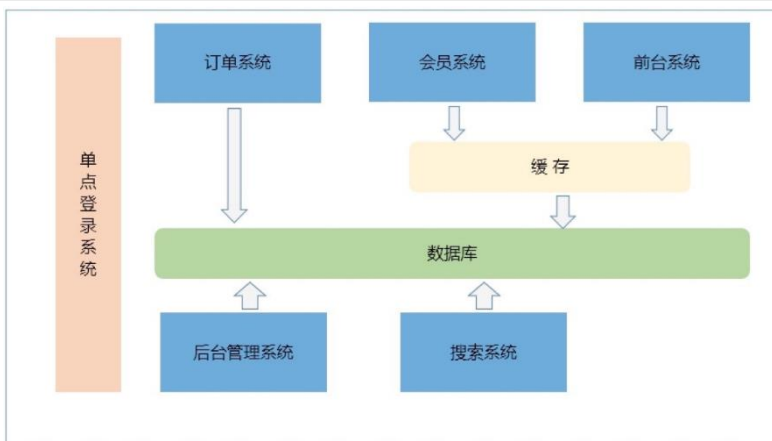 订单系统
会员系统
前台系统
单点登录系统
缓 存
数据库
后台管理系统
搜索系统